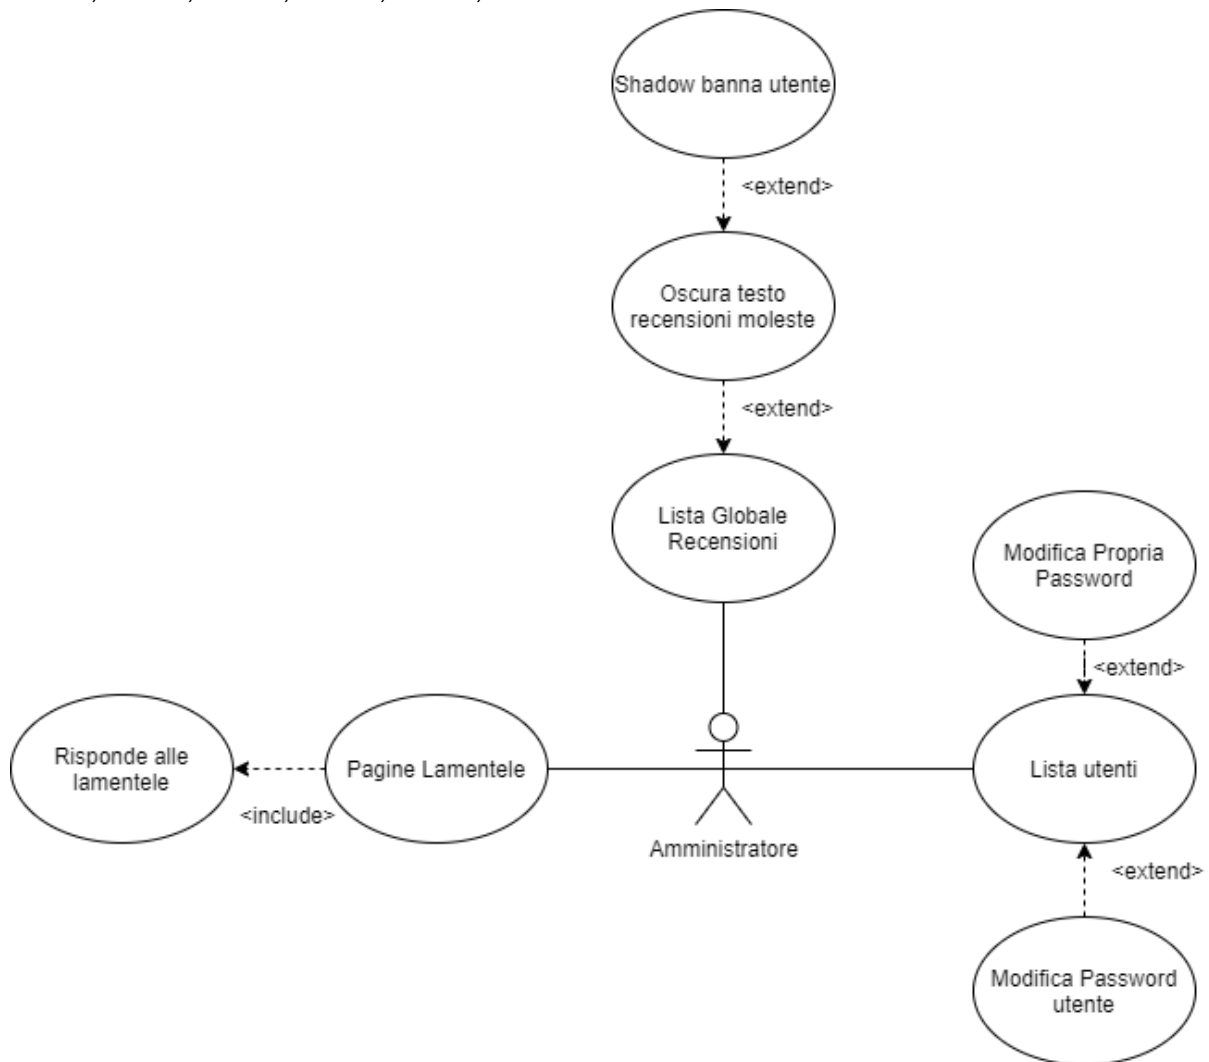 Shadow banna utente
<extend>
Oscura testo
recensioni moleste
<extend>
Lista Globale
Recensioni
Modifica Propria
Password
<extend>
Risponde alle
lamentele
<include>
Pagine Lamentele
Amministratore
Lista utenti
<extend>
Modifica Password
utente